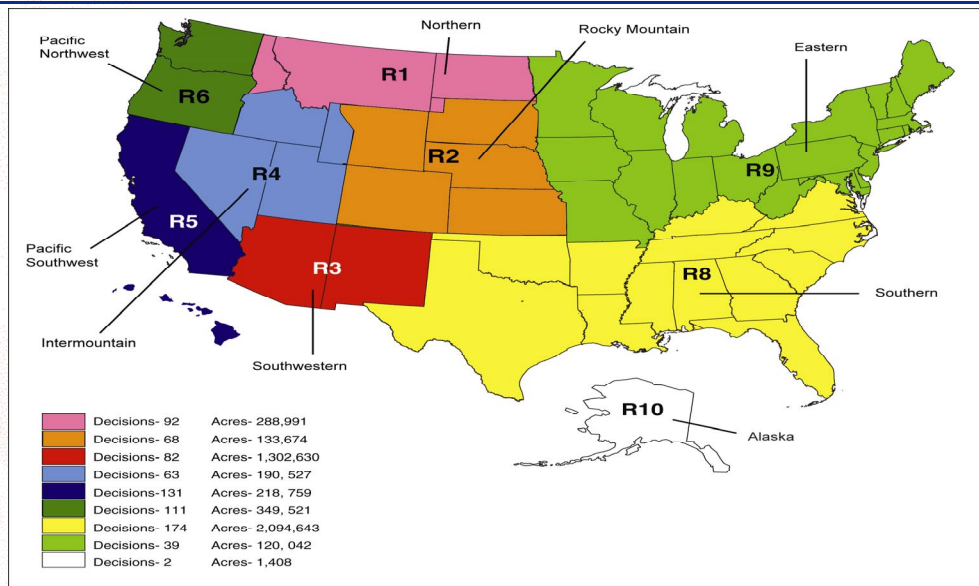 Northern
Rocky Mountain
Pacific
Northwest
Eastern
R1
R6
R2
R9
R4
R5
Pacific
Southwest
R3
R8
Southern
Intermountain
Southwestern
R10
Alaska
Decisions- 92 Acres- 288,991
Decisions- 68 Acres- 133,674
Decisions- 82 Acres- 1,302,630
Decisions- 63 Acres- 190, 527
Decisions-131 Acres- 218, 759
Decisions- 111 Acres- 349, 521
Decisions- 174 Acres- 2,094,643
Decisions- 39 Acres- 120, 042
Decisions- 2 Acres- 1,408